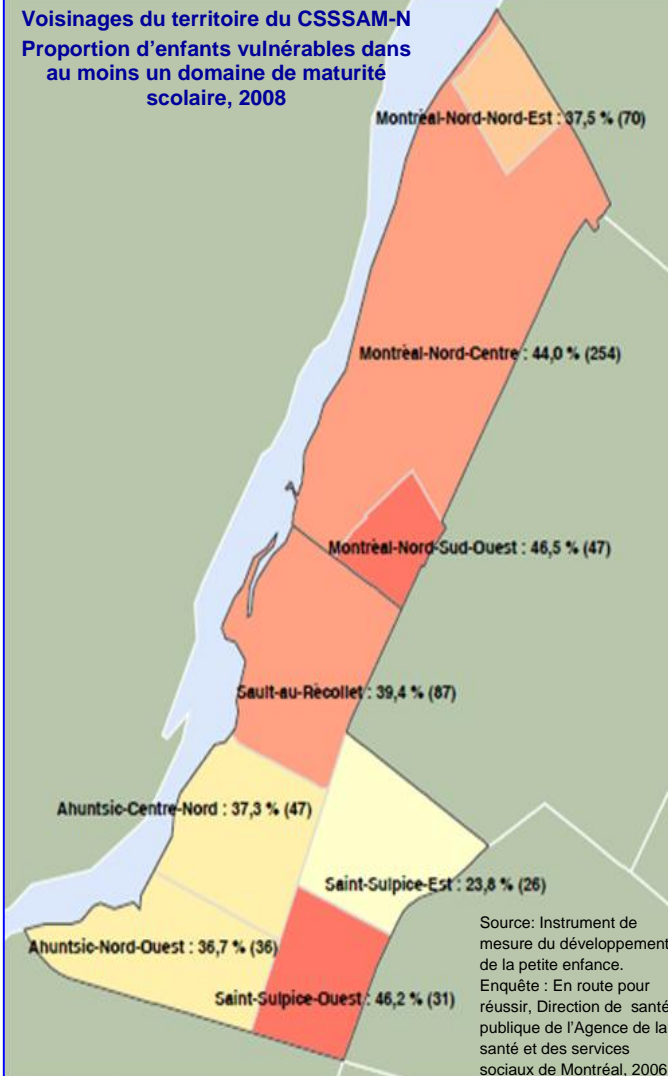 Voisinages du territoire du CSSSAM-N
Proportion d'enfants vulnérables dans
au moins un domaine de maturité
scolaire, 2008
Montréal-Nord-Nord-Est : 37,5 % (70)
Montréal-Nord-Centre : 44,0 % (254)
Montréal-Nord-Sud-Ouest : 46,5 % (47)
Sault-au-Récollet : 39,4 % (87)
Ahuntsic-Centre-Nord : 37,3 % (47)
Saint-Sulpice-Est : 23,8 % (26)
Ahuntsic-Nord-Ouest : 36,7 % (36)
Saint-Sulpice-Ouest : 46,2 % (31)
Source: Instrument de
mesure du développement
de la petite enfance.
Enquête : En route pour
réussir, Direction de santé
publique de l'Agence de la
santé et des services
sociaux de Montréal, 2006